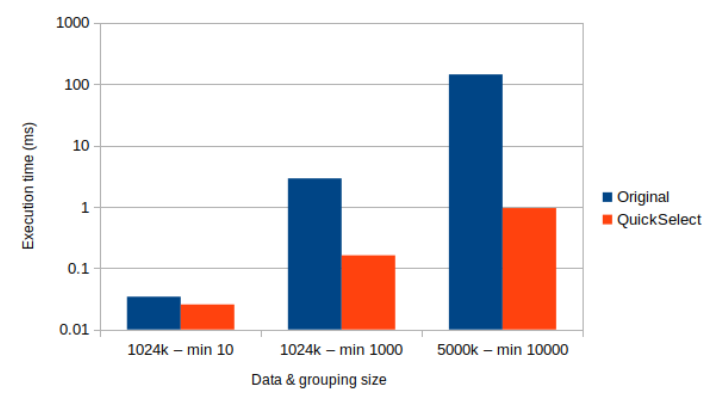 1000
100
10
1
0.1
0.01
Execution time (ms)
1024k – min 10
1024k – min 1000
5000k – min 10000
Data & grouping size
Original
QuickSelect